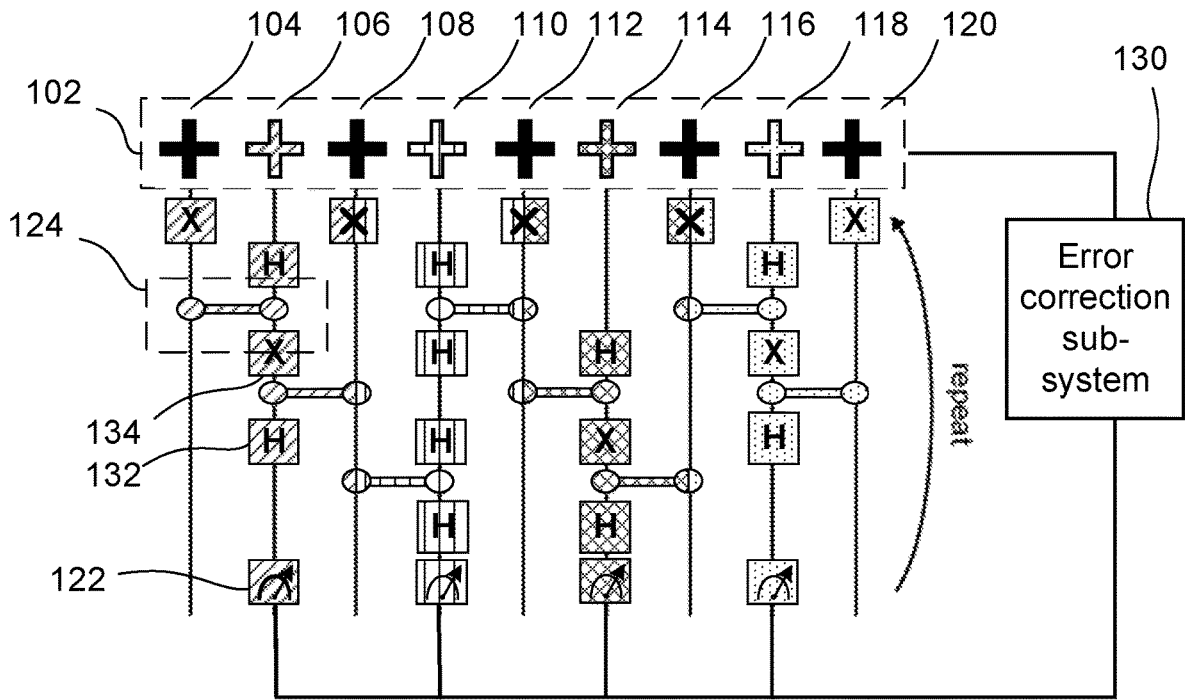 104 106 108 110 112 114 116 118 120
130
102
X X X X X
124
H H H
Error
correction
sub-
system
X H H X
134
H H X H
132
repeat
H H
122